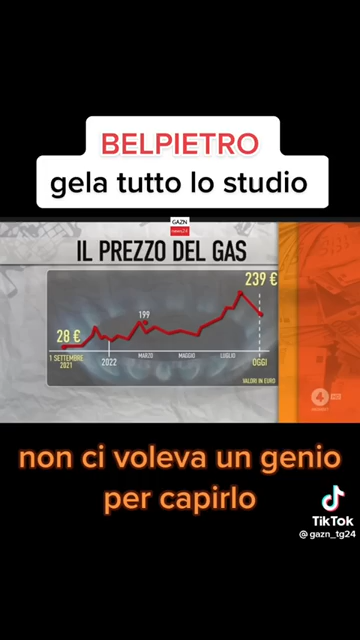 BELPIETRO
gela tutto lo studio
GAZN
news24
IL PREZZO DEL GAS
239 €
199
28 €
1 SETTEMBRE
2021
2022
MARZO
MAGGIO
LUGLIO
OGGI
VALORI IN EURO
4
non ci voleva un genio
per capirlo
TikTok
@gazn_tg24